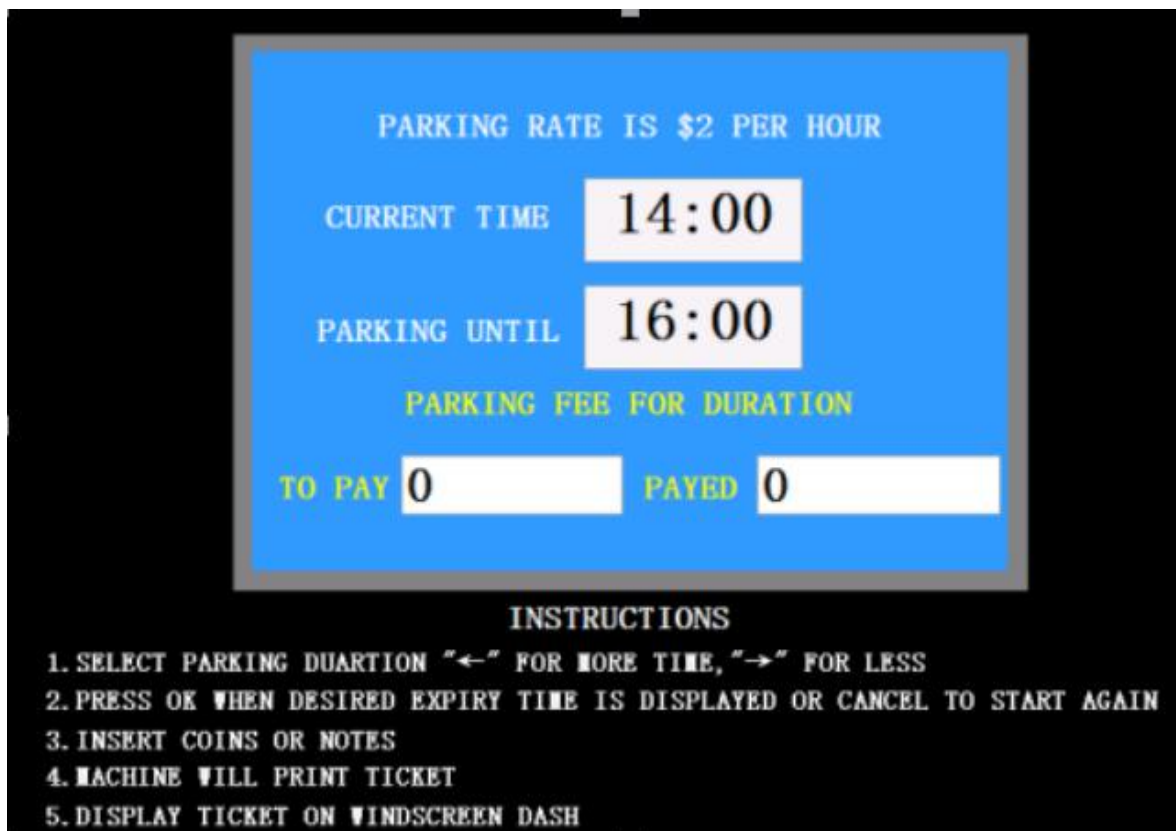 PARKING RATE IS $2 PER HOUR
CURRENT TIME 14:00
PARKING UNTIL 16:00
PARKING FEE FOR DURATION
TO PAY 0 PAYED 0
INSTRUCTIONS
1.SELECT PARKING DUARTION "←" FOR MORE TIME,"→" FOR LESS
2.PRESS OK WHEN DESIRED EXPIRY TIME IS DISPLAYED OR CANCEL TO START AGAIN
3.INSERT COINS OR NOTES
4.MACHINE WILL PRINT TICKET
5.DISPLAY TICKET ON WINDSCREEN DASH